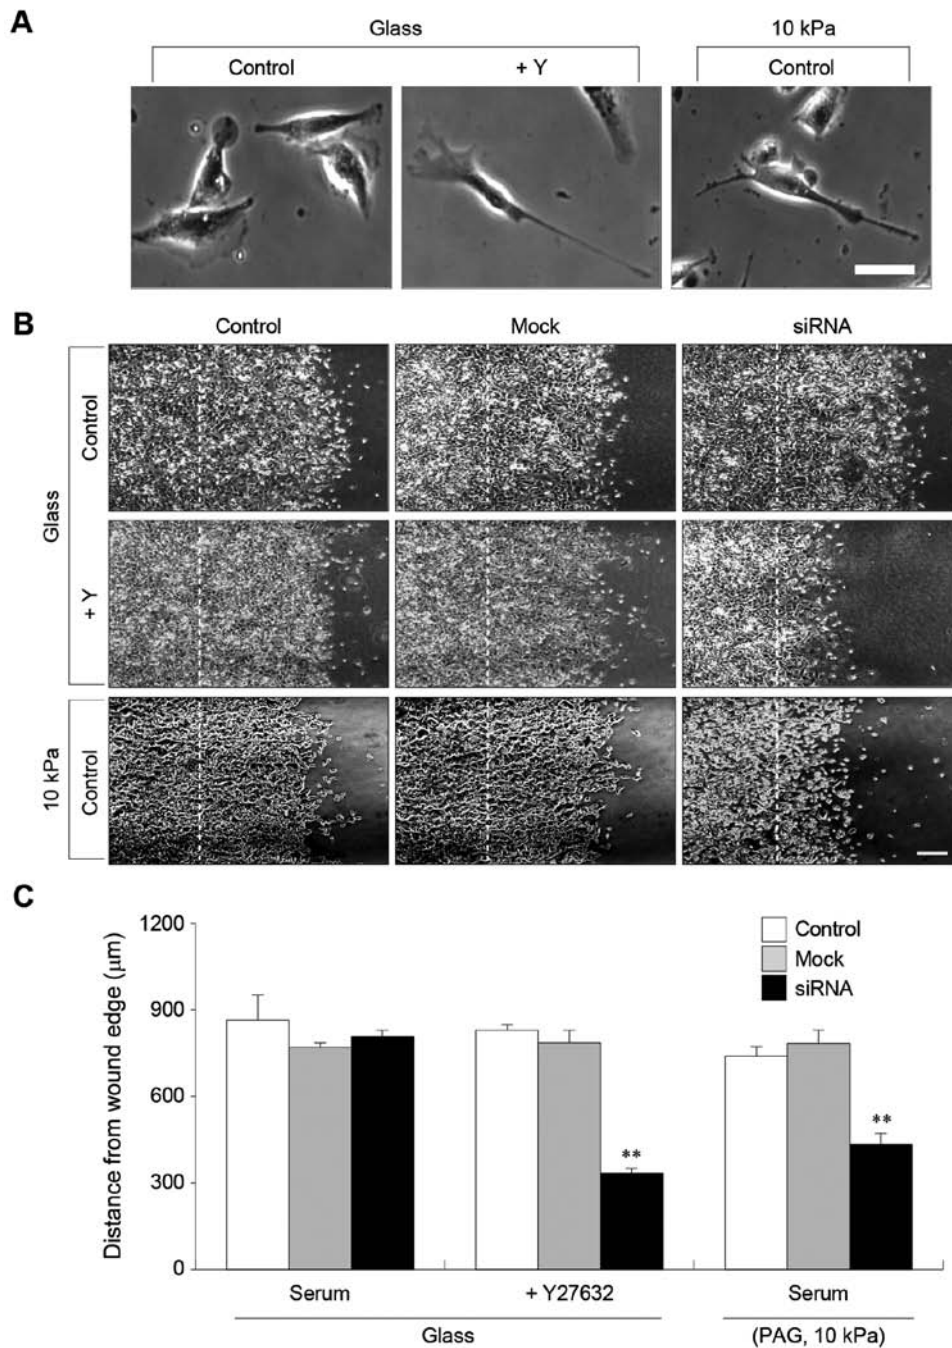 A
Glass
10 kPa
Control
+ Y
Control
B
Control
Mock
siRNA
Glass
Control
+ Y
10 kPa
Control
C
Distance from wound edge (μm)
1200
900
600
300
0
Control
Mock
siRNA
**
**
Serum
+ Y27632
Serum
Glass
(PAG, 10 kPa)